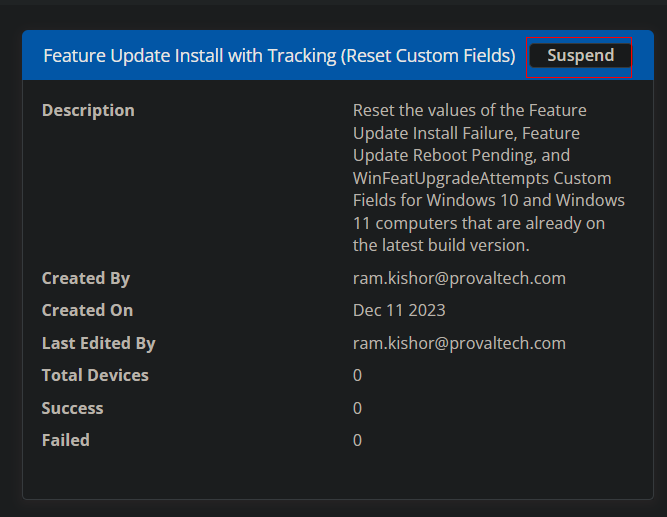 Feature Update Install with Tracking (Reset Custom Fields) Suspend
Description Reset the values of the Feature
Update Install Failure, Feature
Update Reboot Pending, and
WinFeatUpgradeAttempts Custom
Fields for Windows 10 and Windows
11 computers that are already on
the latest build version.
Created By ram.kishor@provaltech.com
Created On Dec 11 2023
Last Edited By ram.kishor@provaltech.com
Total Devices 0
Success 0
Failed 0